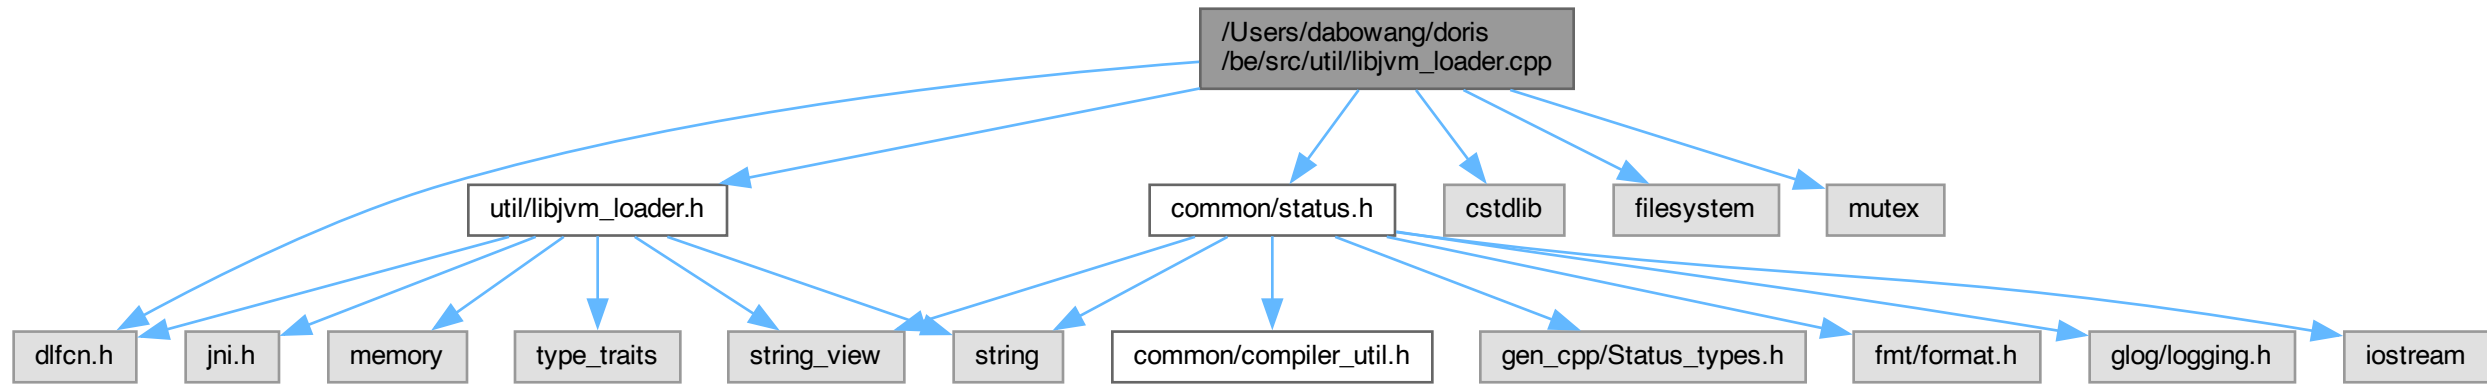 /Users/dabowang/doris
/be/src/util/libjvm_loader.cpp
util/libjvm_loader.h
common/status.h
cstdlib
filesystem
mutex
dlfcn.h
jni.h
memory
type_traits
string_view
string
common/compiler_util.h
gen_cpp/Status_types.h
fmt/format.h
glog/logging.h
iostream